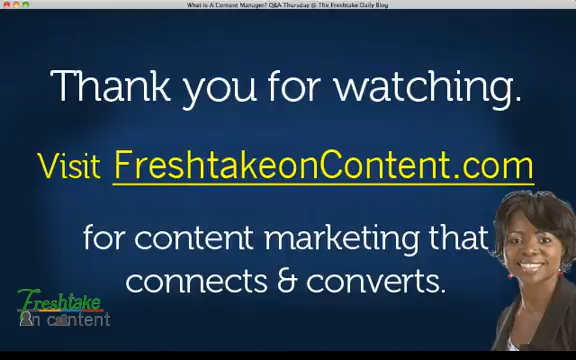 What is A Content Manager? Q&A Thursday @ The Freshtake Daily Blog
Thank you for watching.
Visit FreshtakeonContent.com
for content marketing that
connects & converts.
Freshtake
on content